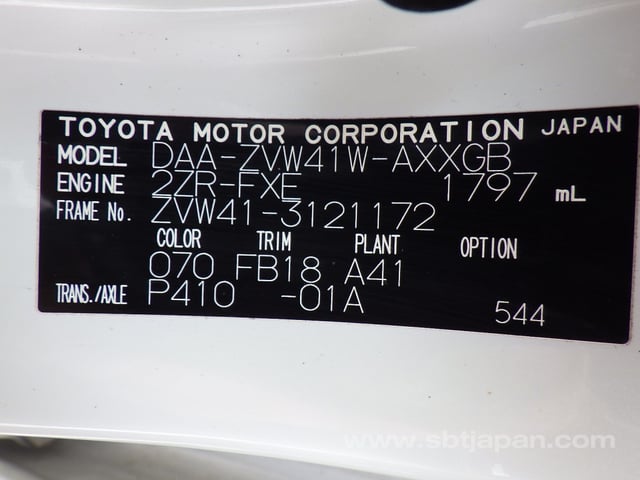 TOYOTA MOTOR CORPORATION JAPAN
MODEL DAA-ZVW41W-AXXGB
ENGINE 2ZR-FXE 1797 mL
FRAME No. ZVW41-3121172
COLOR TRIM PLANT OPTION
070 FB18 A41
TRANS./AXLE P410 -01A 544
www.sbtjapan.com